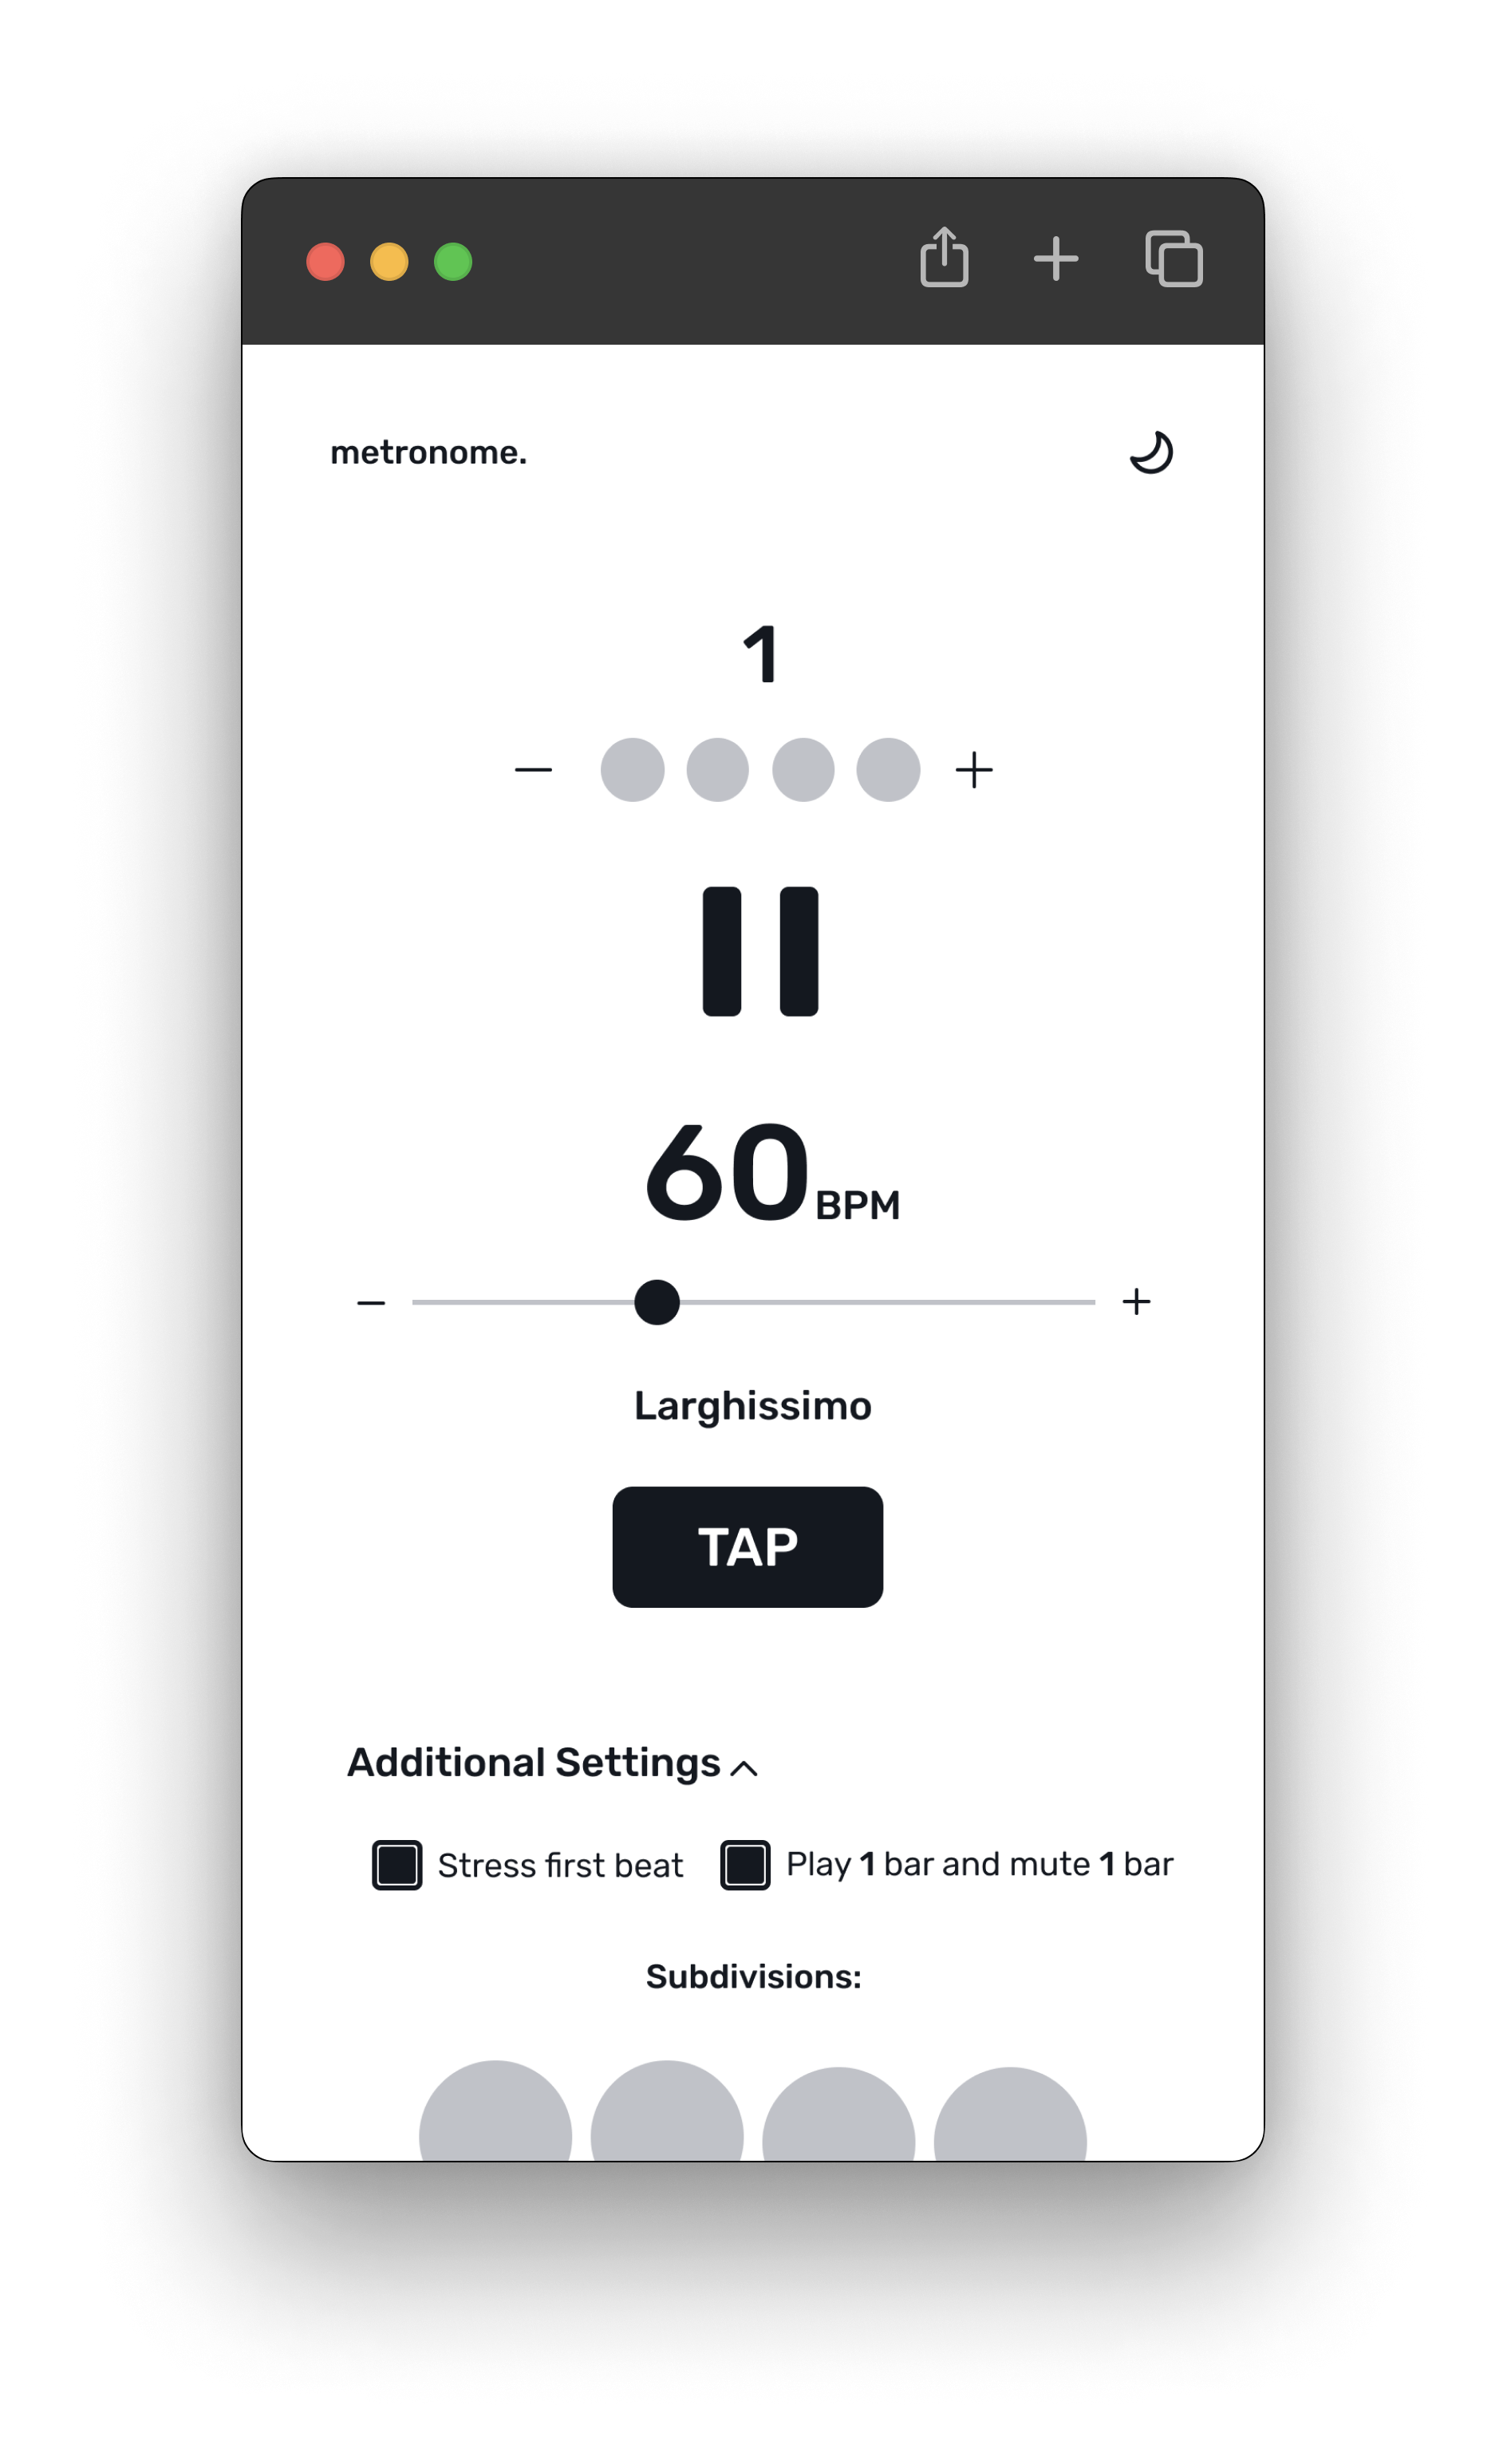 metronome.
1
60 BPM
Larghissimo
TAP
Additional Settings
Stress first beat
Play 1 bar and mute 1 bar
Subdivisions: